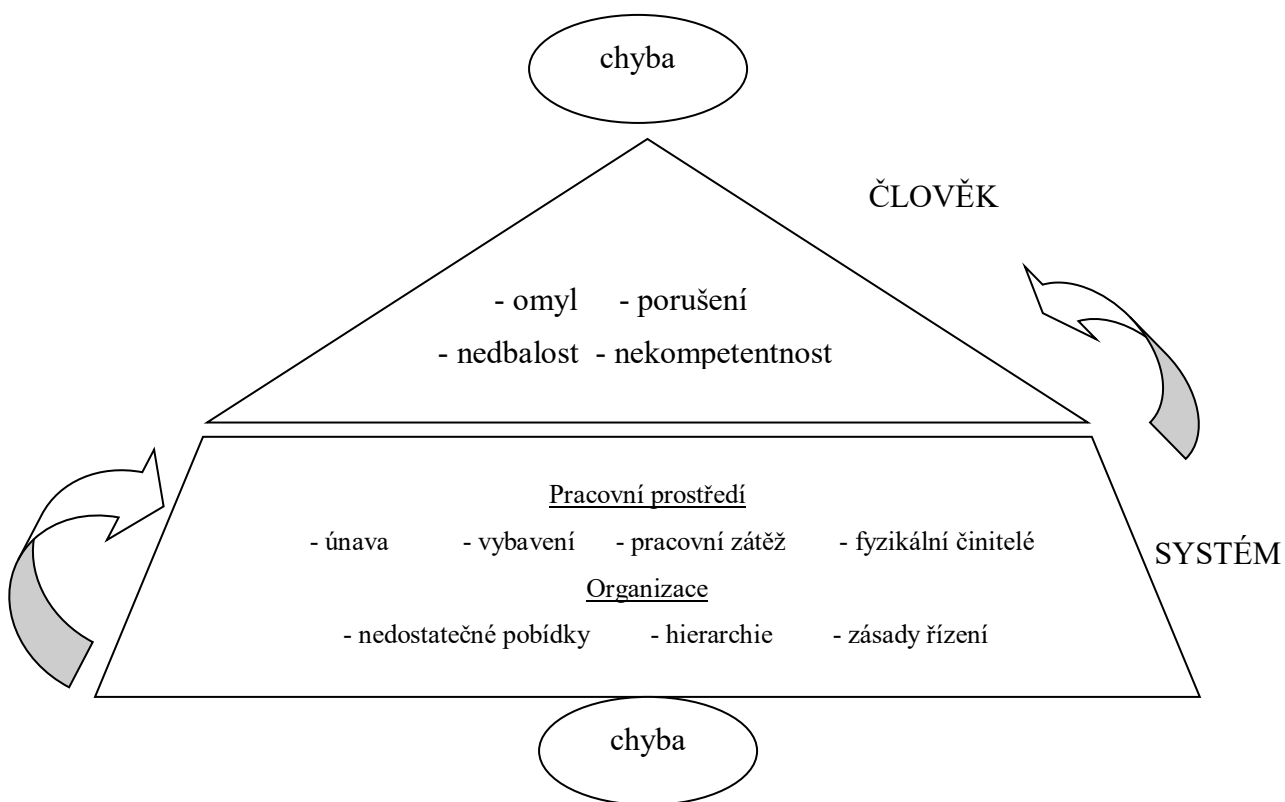 chyba
ČLOVĚK
- omyl - porušení
- nedbalost - nekompetentnost
Pracovní prostředí
- únava - vybavení - pracovní zátěž - fyzikální činitelé
SYSTÉM
Organizace
- nedostatečné pobídky - hierarchie - zásady řízení
chyba